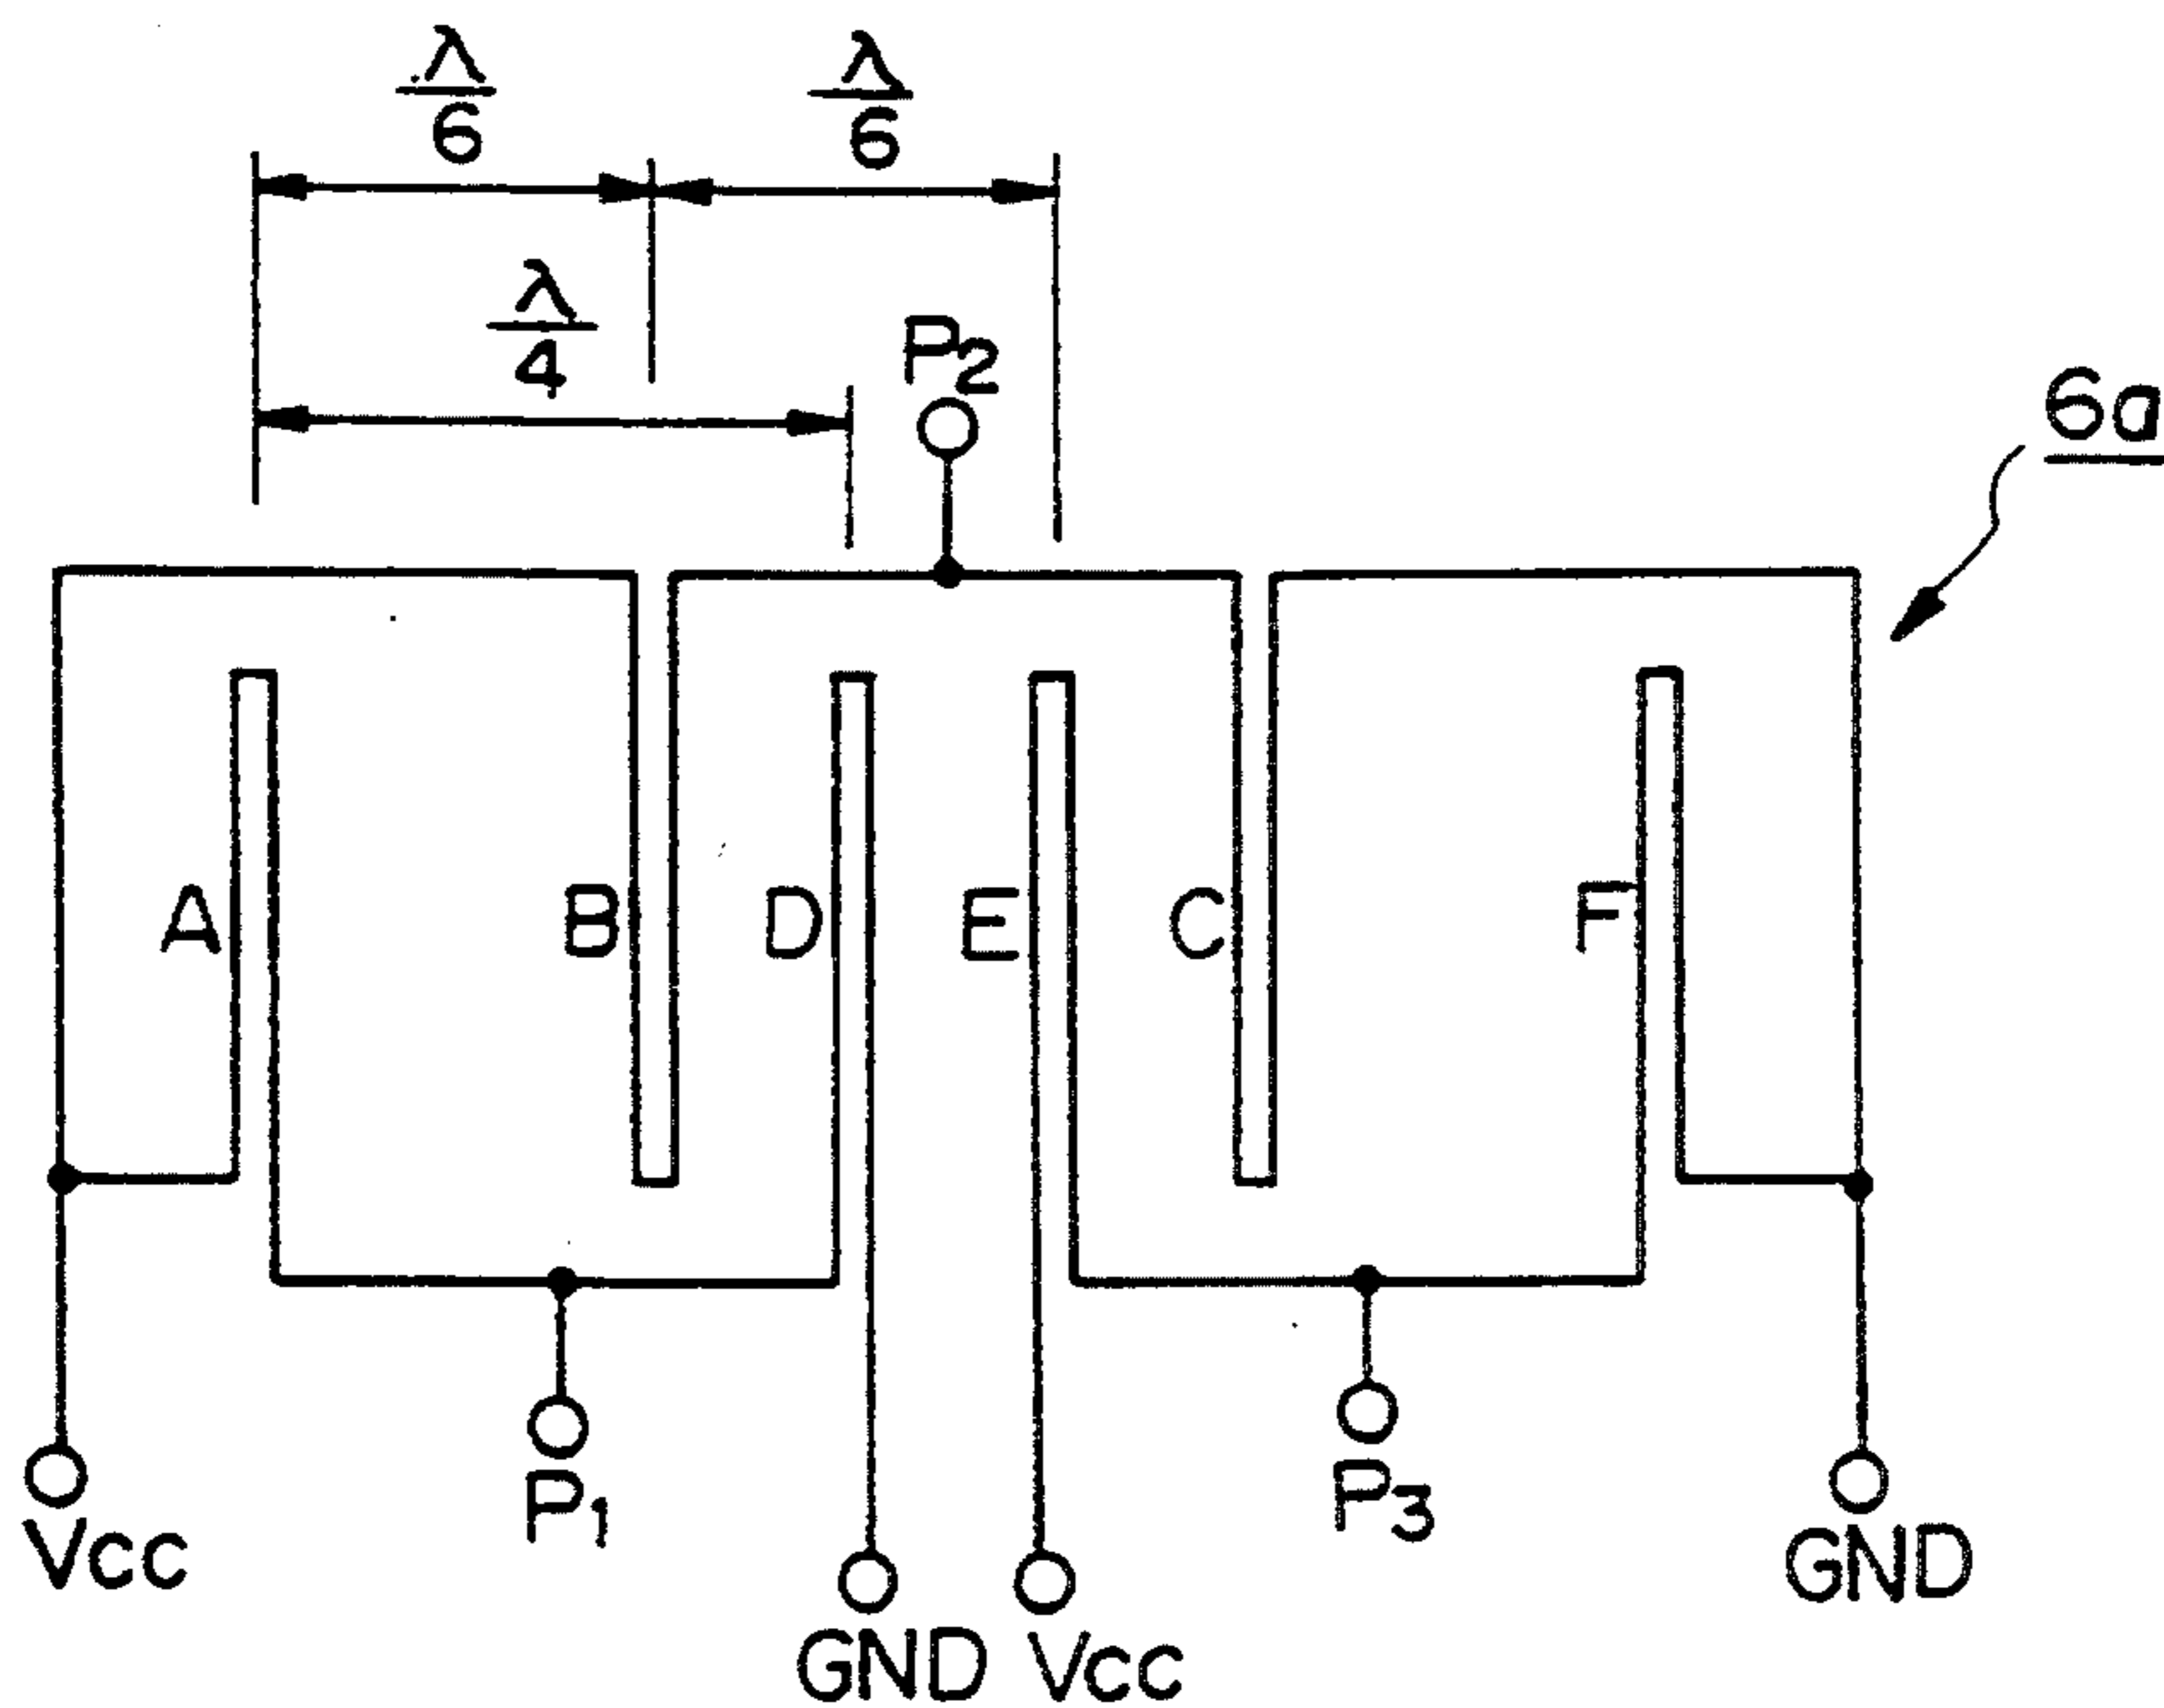 λ/6 λ/6
λ/4
P2
6a
A B D E C F
Vcc P1 GND Vcc P3 GND